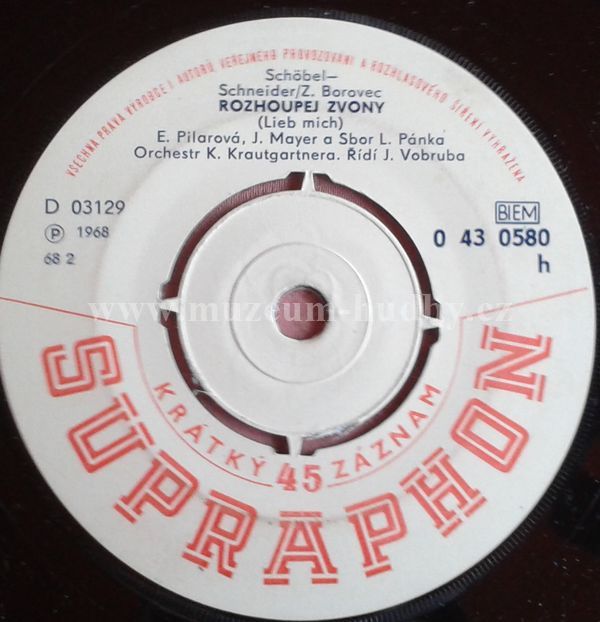 VŠECHNA PRÁVA VÝROBCE I AUTORŮ VEŘEJNÉHO PROVOZOVÁNÍ A ROZHLASOVÉHO ŠÍŘENÍ VYHRAZENA
Schöbel—
Schneider/Z. Borovec
ROZHOUPEJ ZVONY
(Lieb mich)
E. Pilarová, J. Mayer a Sbor L. Pánka
Orchestr K. Krautgartnera. Řídí J. Vobruba
D 03129
Ⓟ 1968
68 2
BIEM
0 43 0580
h
www.muzeum-hudby.cz
KRÁTKÝ 45 ZÁZNAM
SUPRAPHON